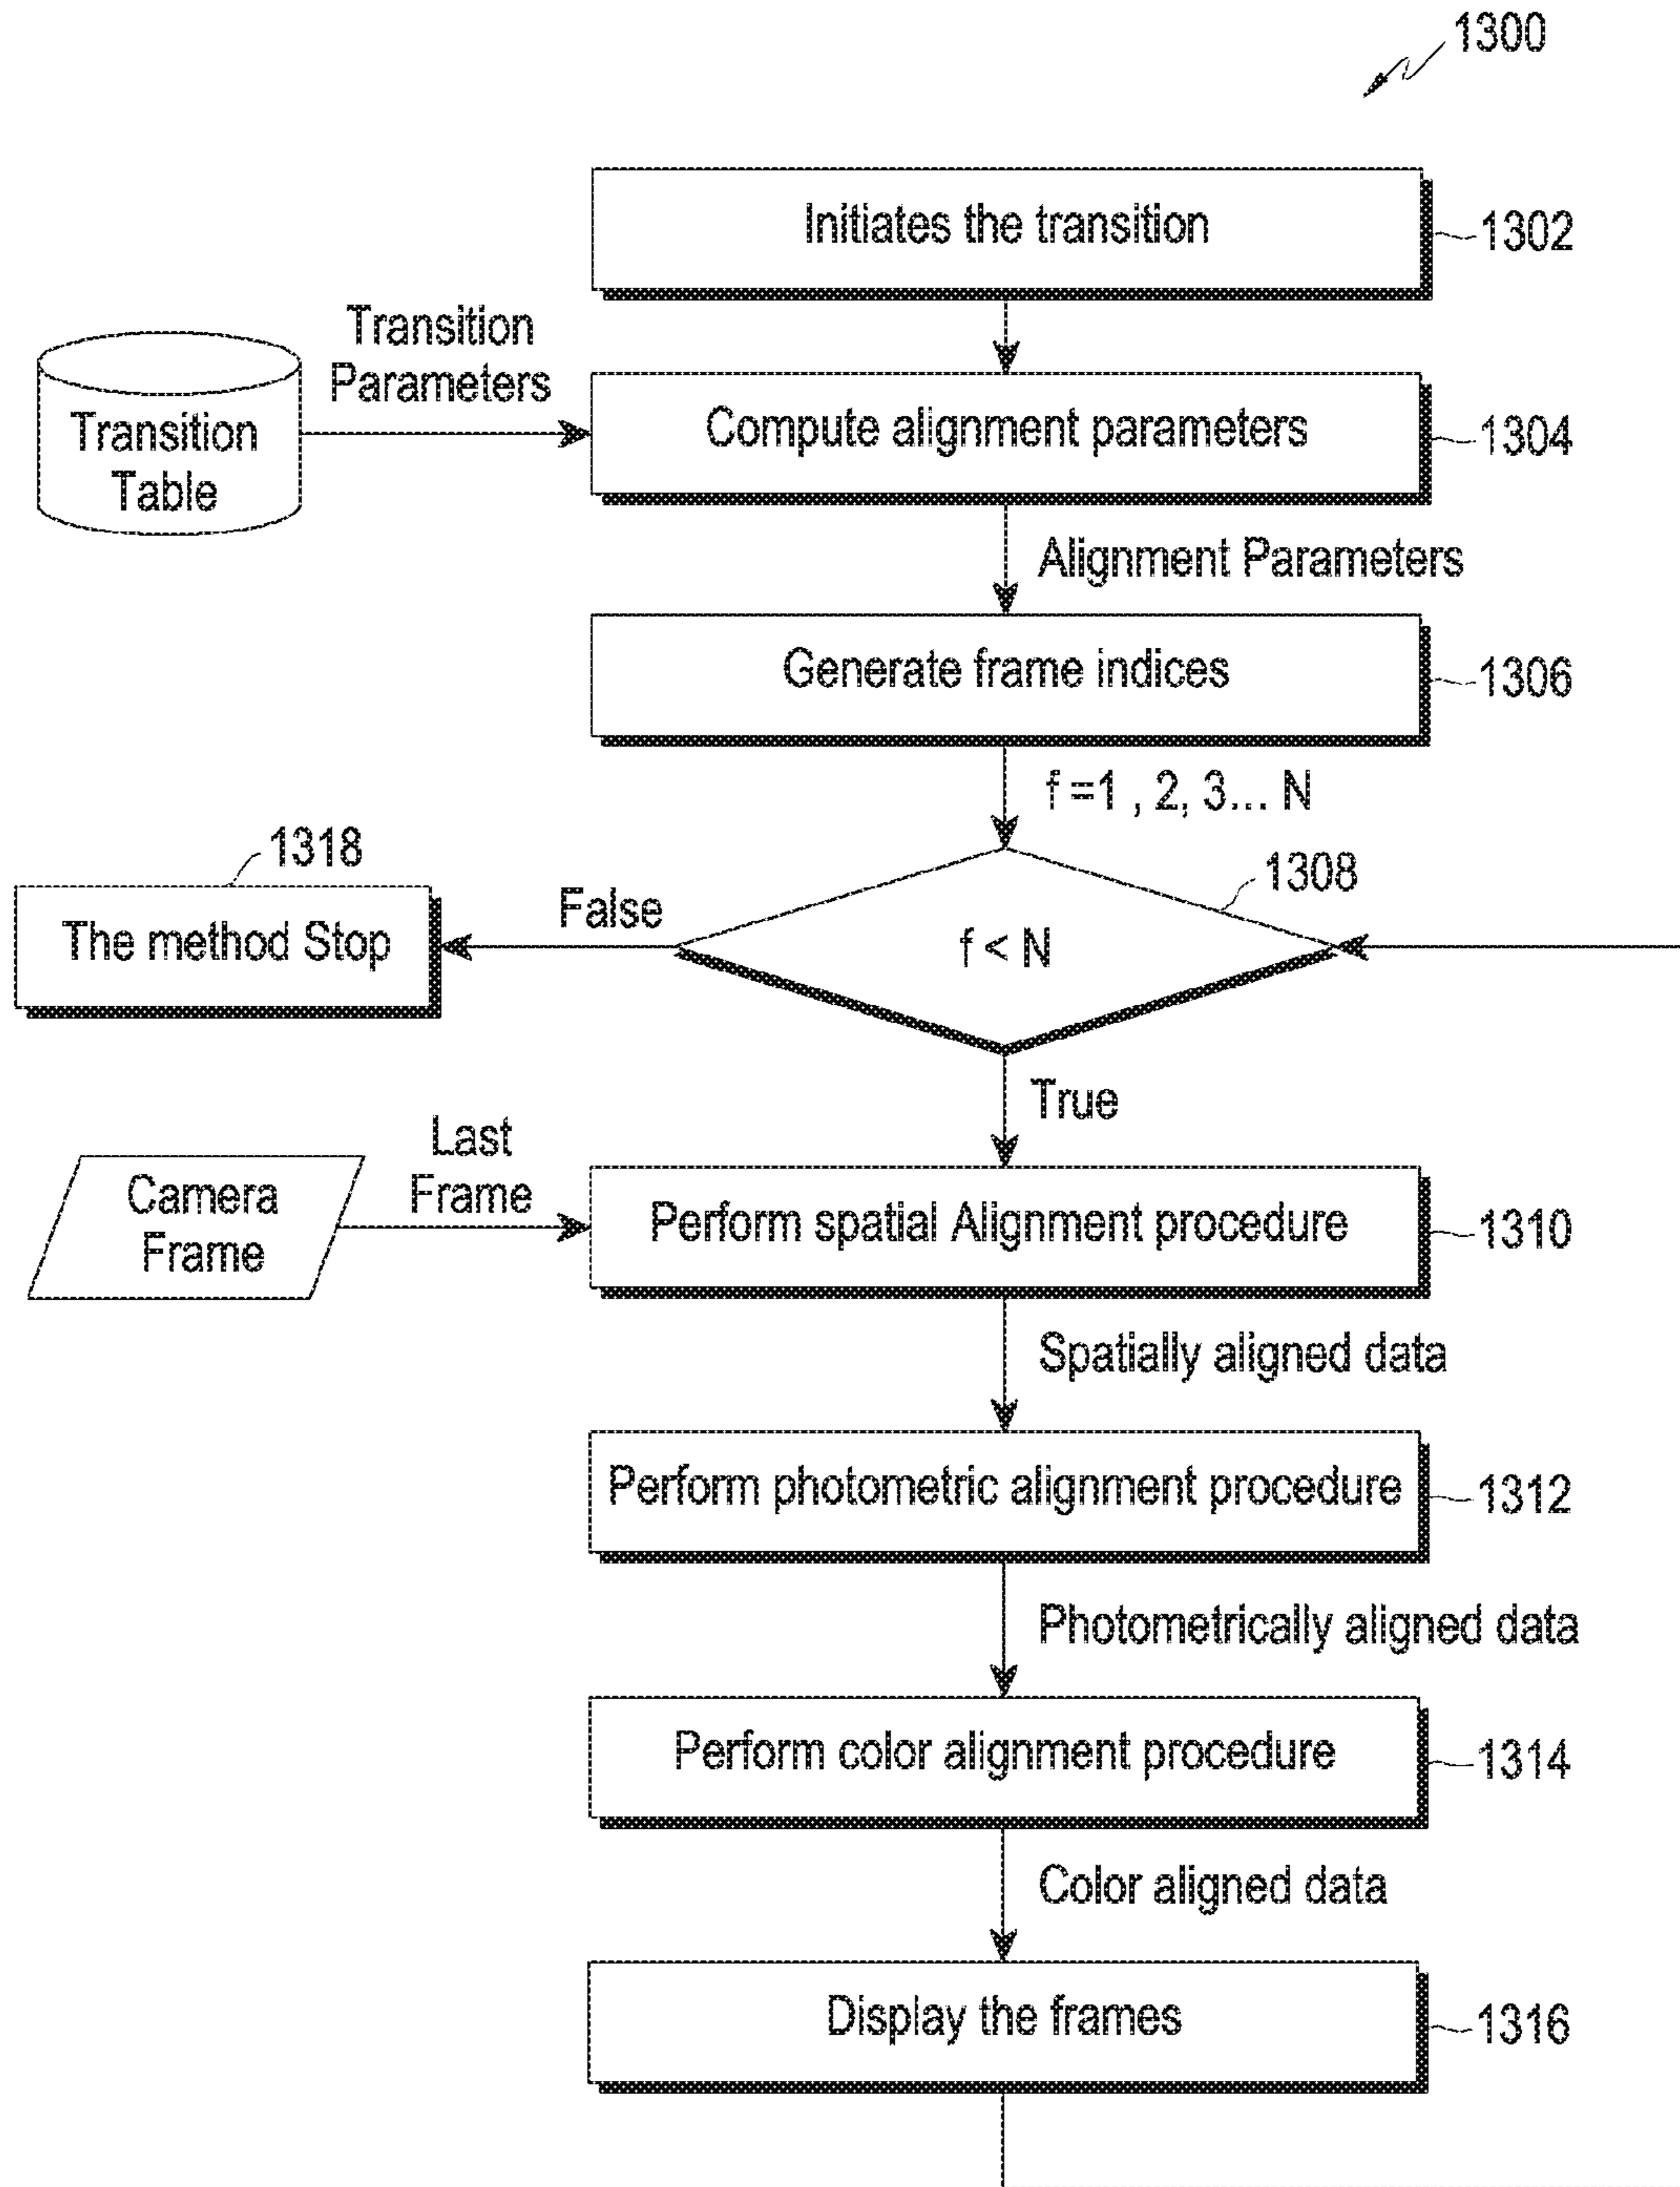 1300
Initiates the transition
1302
Transition
Parameters
Transition
Table
Compute alignment parameters
1304
Alignment Parameters
Generate frame indices
1306
f =1 , 2, 3... N
1318
The method Stop
False
f < N
1308
True
Camera
Frame
Last
Frame
Perform spatial Alignment procedure
1310
Spatially aligned data
Perform photometric alignment procedure
1312
Photometrically aligned data
Perform color alignment procedure
1314
Color aligned data
Display the frames
1316